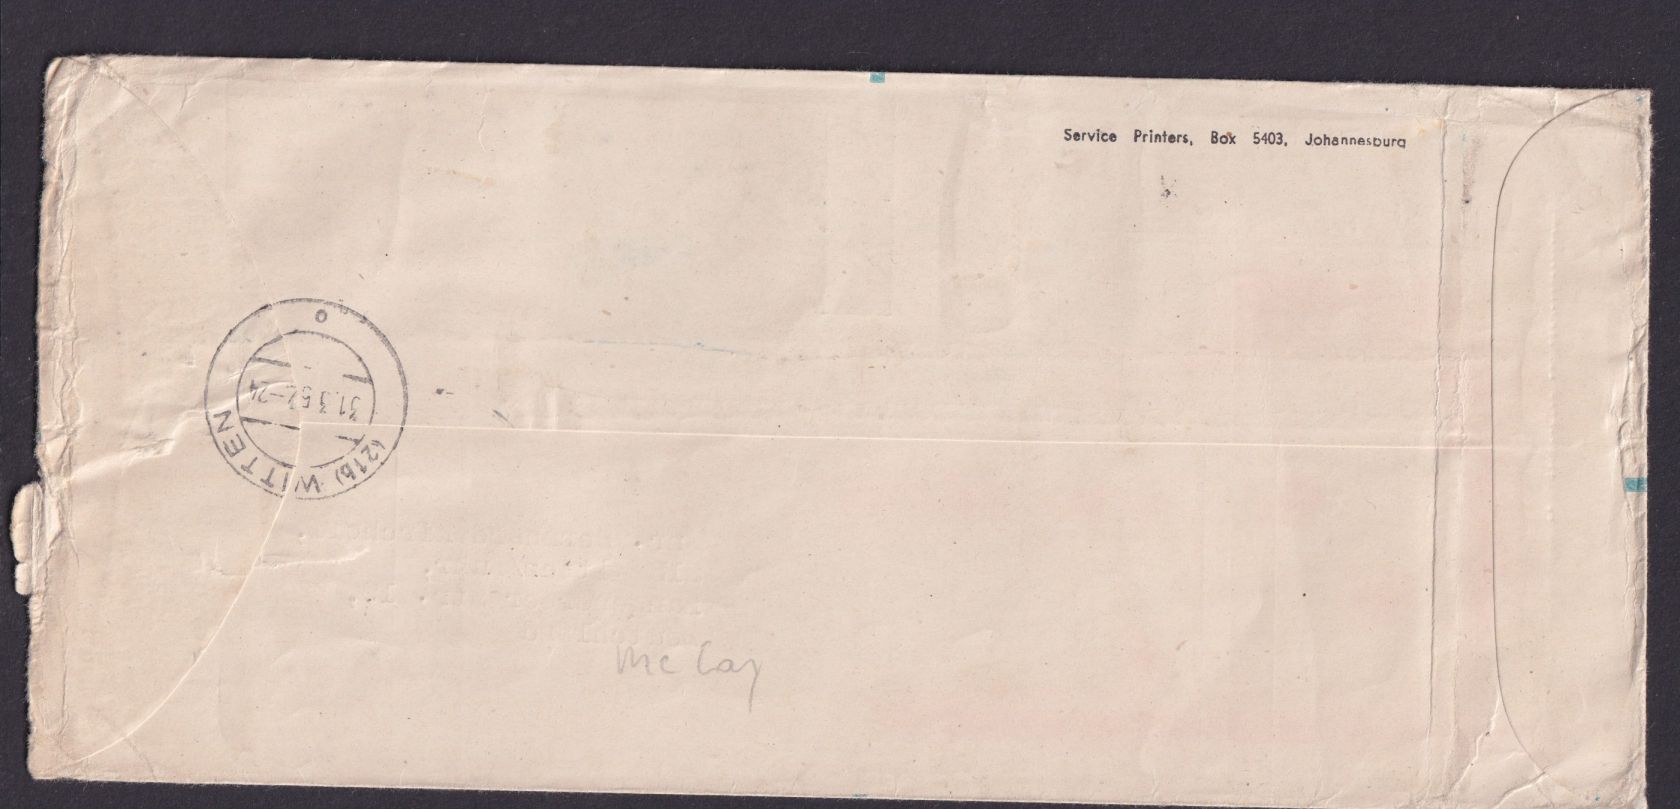 Service Printers, Box 5403, Johannesburg
(21b) WITTEN
31.3.52-24
Mc Cay